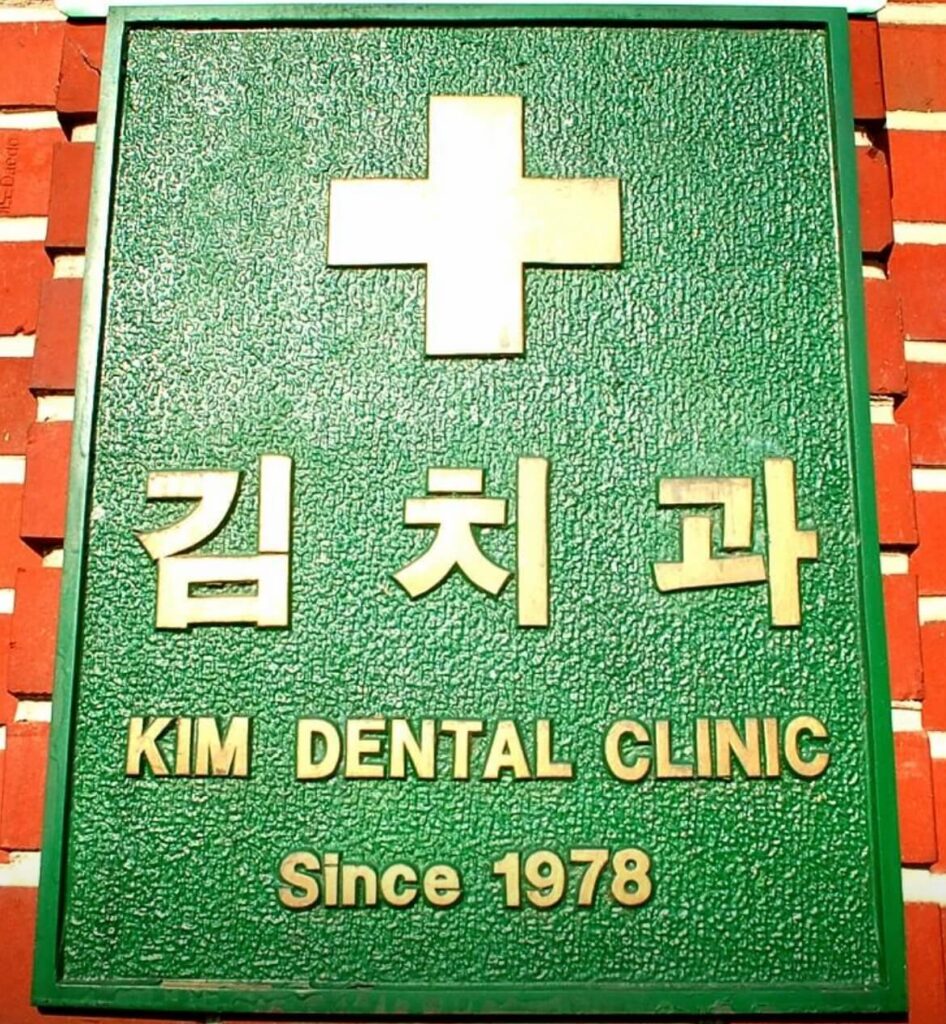 김치과
KIM DENTAL CLINIC
Since 1978